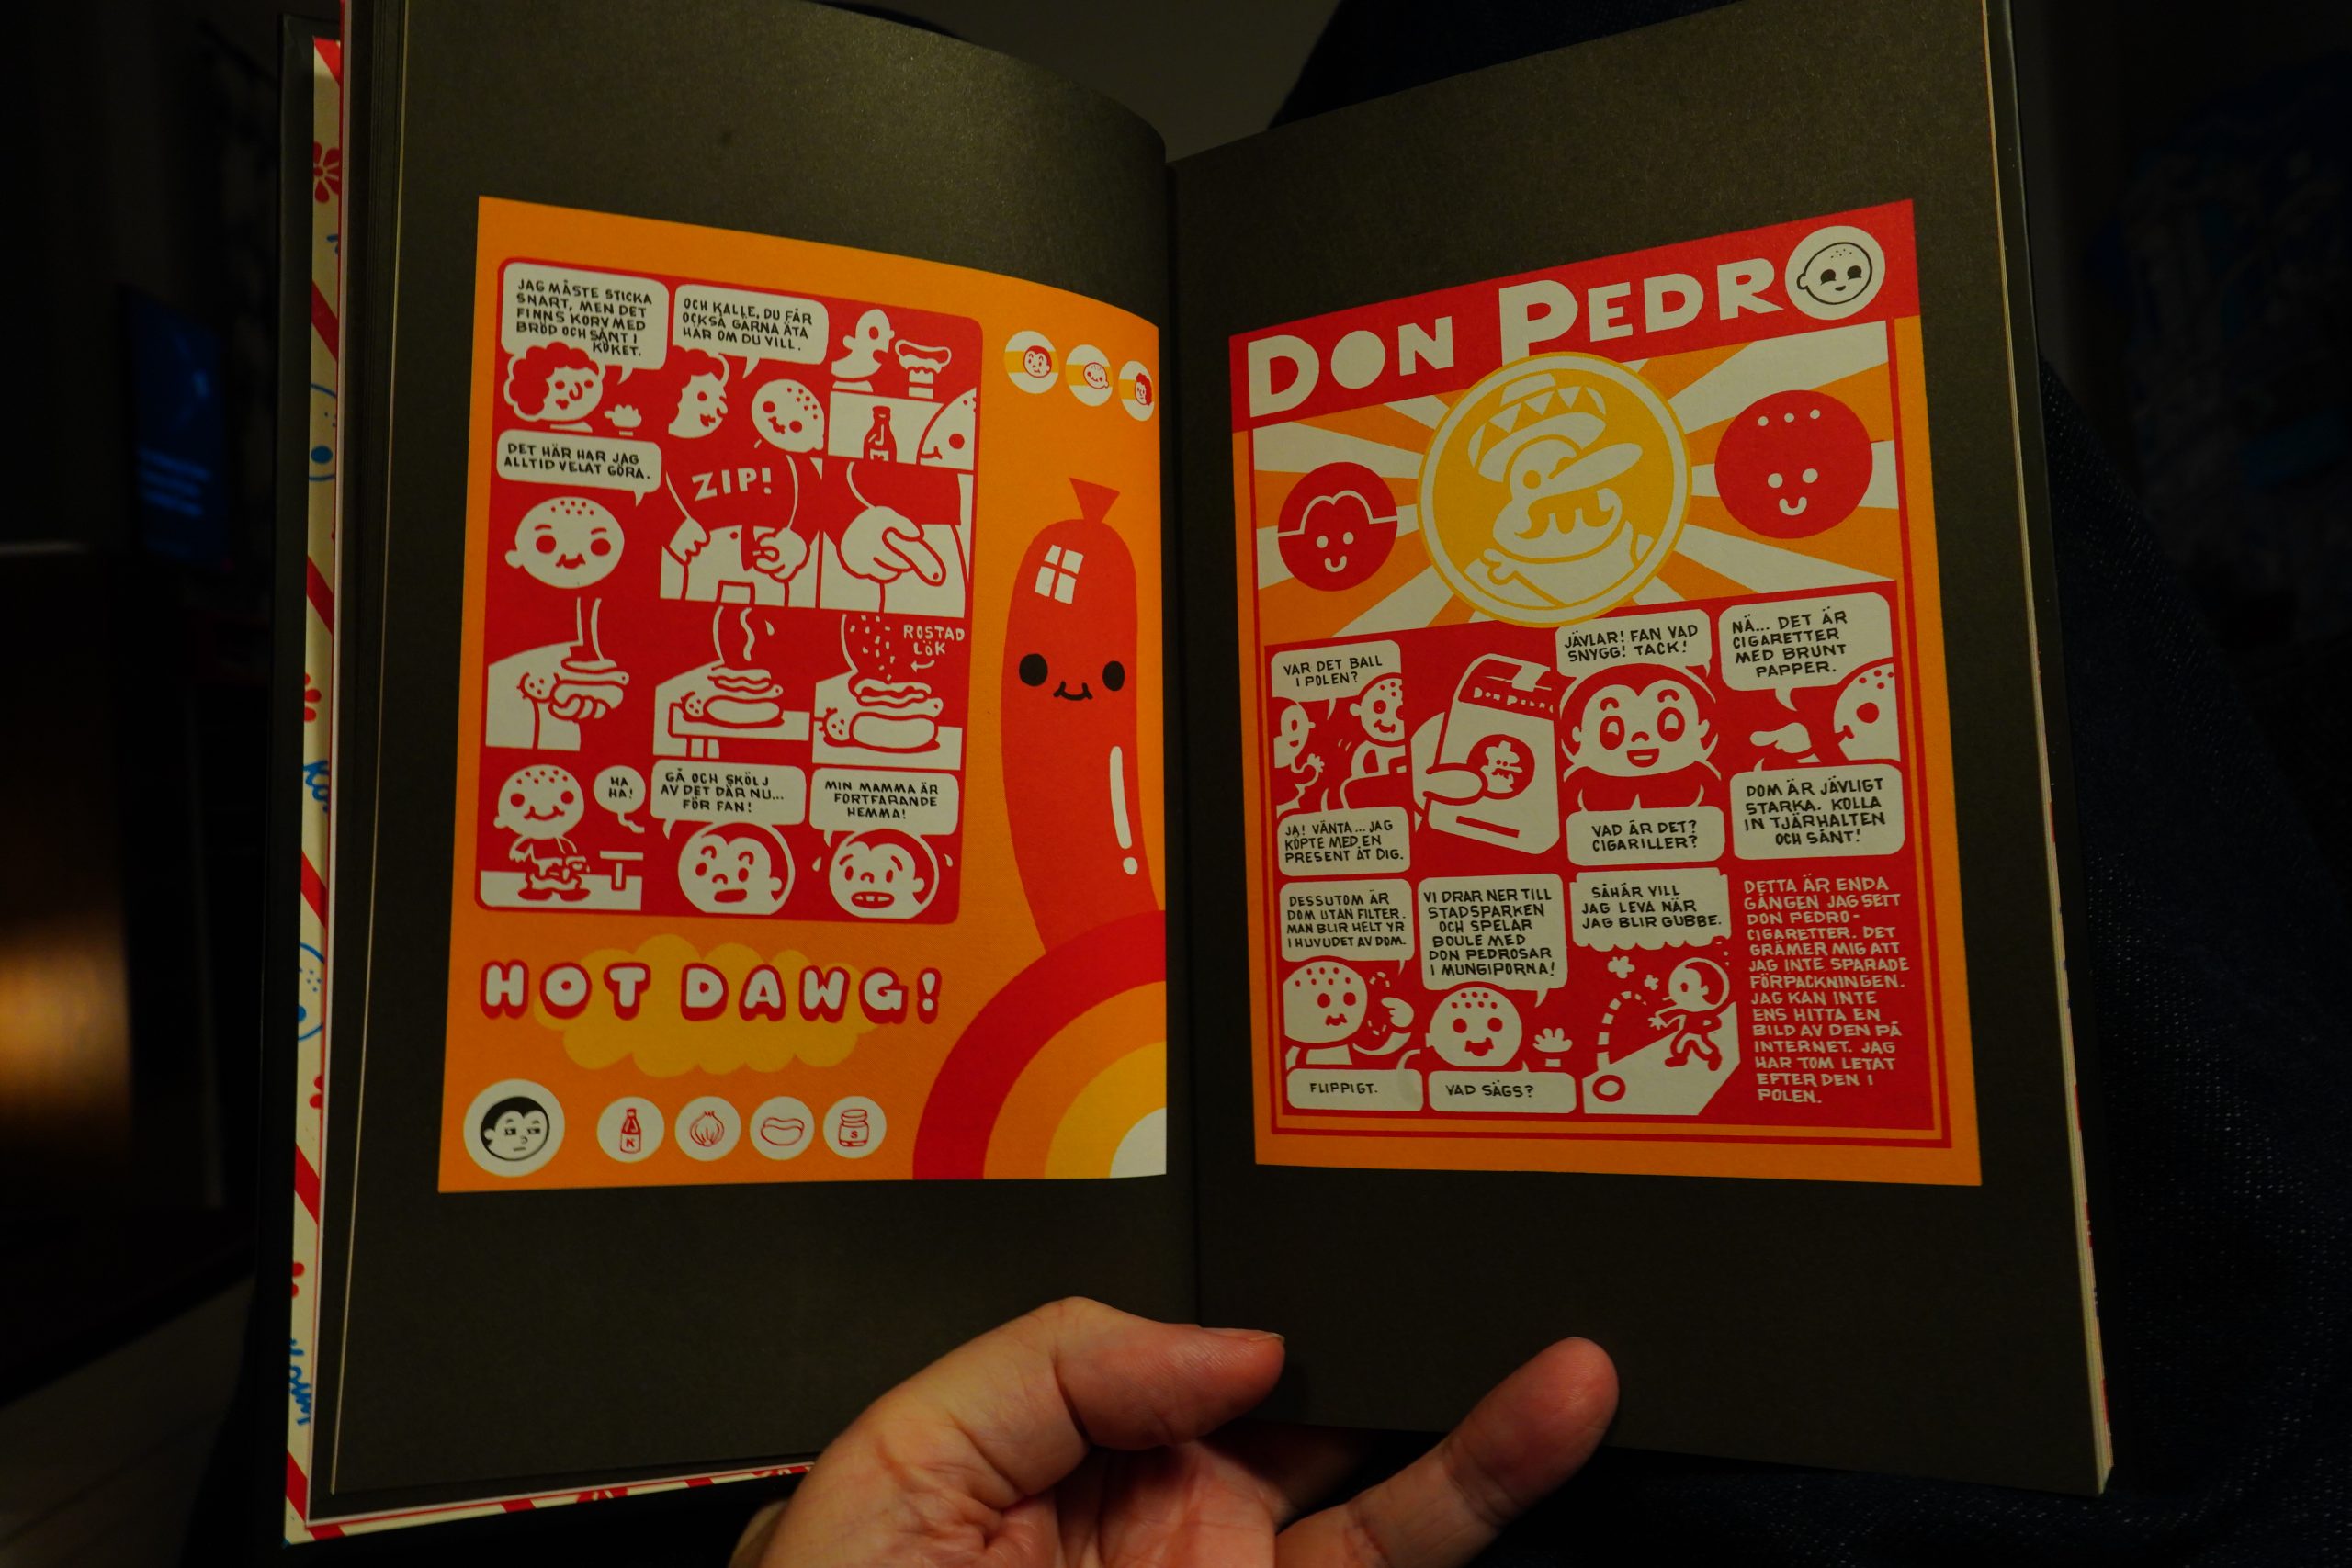 JAG MÅSTE STICKA
SNART, MEN DET
FINNS KORV MED
BRÖD OCH SÅNT I
KÖKET.
OCH KALLE, DU FÅR
OCKSÅ GÄRNA ÄTA
HÄR OM DU VILL.
DET HÄR HAR JAG
ALLTID VELAT GÖRA.
ZIP!
ROSTAD
LÖK
HA
HA!
GÅ OCH SKÖLJ
AV DET DÄR NU...
FÖR FAN!
MIN MAMMA ÄR
FORTFARANDE
HEMMA!
HOT DAWG!
K
S
DON PEDRO
VAR DET BALL
I POLEN?
JA! VÄNTA... JAG
KÖPTE MED EN
PRESENT ÅT DIG.
DON PEDRO
JÄVLAR! FAN VAD
SNYGG! TACK!
VAD ÄR DET?
CIGARILLER?
NÄ... DET ÄR
CIGARETTER
MED BRUNT
PAPPER.
DOM ÄR JÄVLIGT
STARKA. KOLLA
IN TJÄRHALTEN
OCH SÅNT!
DESSUTOM ÄR
DOM UTAN FILTER.
MAN BLIR HELT YR
I HUVUDET AV DOM.
FLIPPIGT.
VI DRAR NER TILL
STADSPARKEN
OCH SPELAR
BOULE MED
DON PEDROSAR
I MUNGIPORNA!
VAD SÄGS?
SÅHÄR VILL
JAG LEVA NÄR
JAG BLIR GUBBE.
DETTA ÄR ENDA
GÅNGEN JAG SETT
DON PEDRO-
CIGARETTER. DET
GRÄMER MIG ATT
JAG INTE SPARADE
FÖRPACKNINGEN.
JAG KAN INTE
ENS HITTA EN
BILD AV DEN PÅ
INTERNET. JAG
HAR TOM LETAT
EFTER DEN I
POLEN.